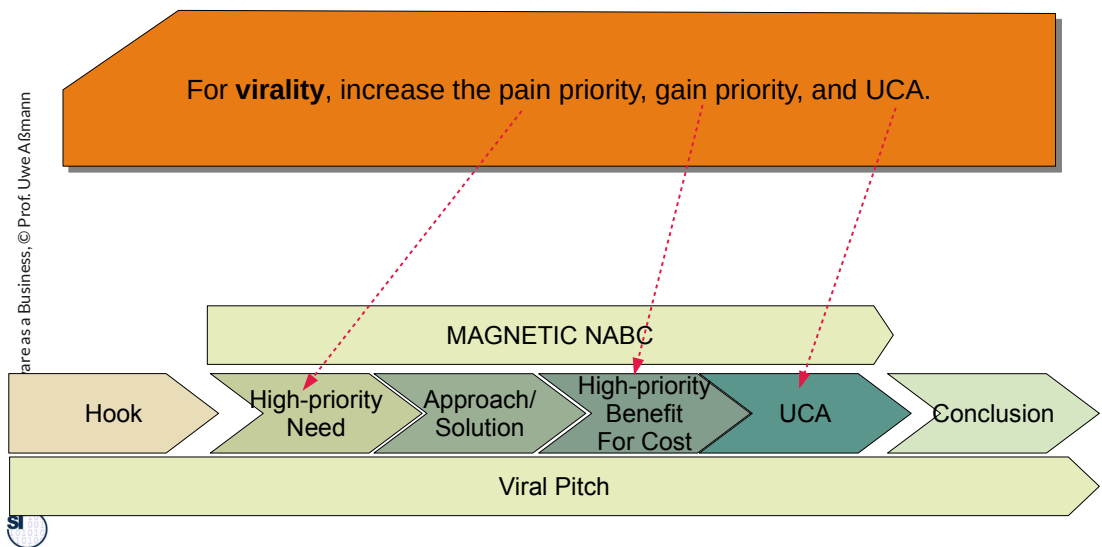 For virality, increase the pain priority, gain priority, and UCA.
are as a Business, © Prof. Uwe Aßmann
MAGNETIC NABC
Hook
High-priority
Need
Approach/
Solution
High-priority
Benefit
For Cost
UCA
Conclusion
Viral Pitch